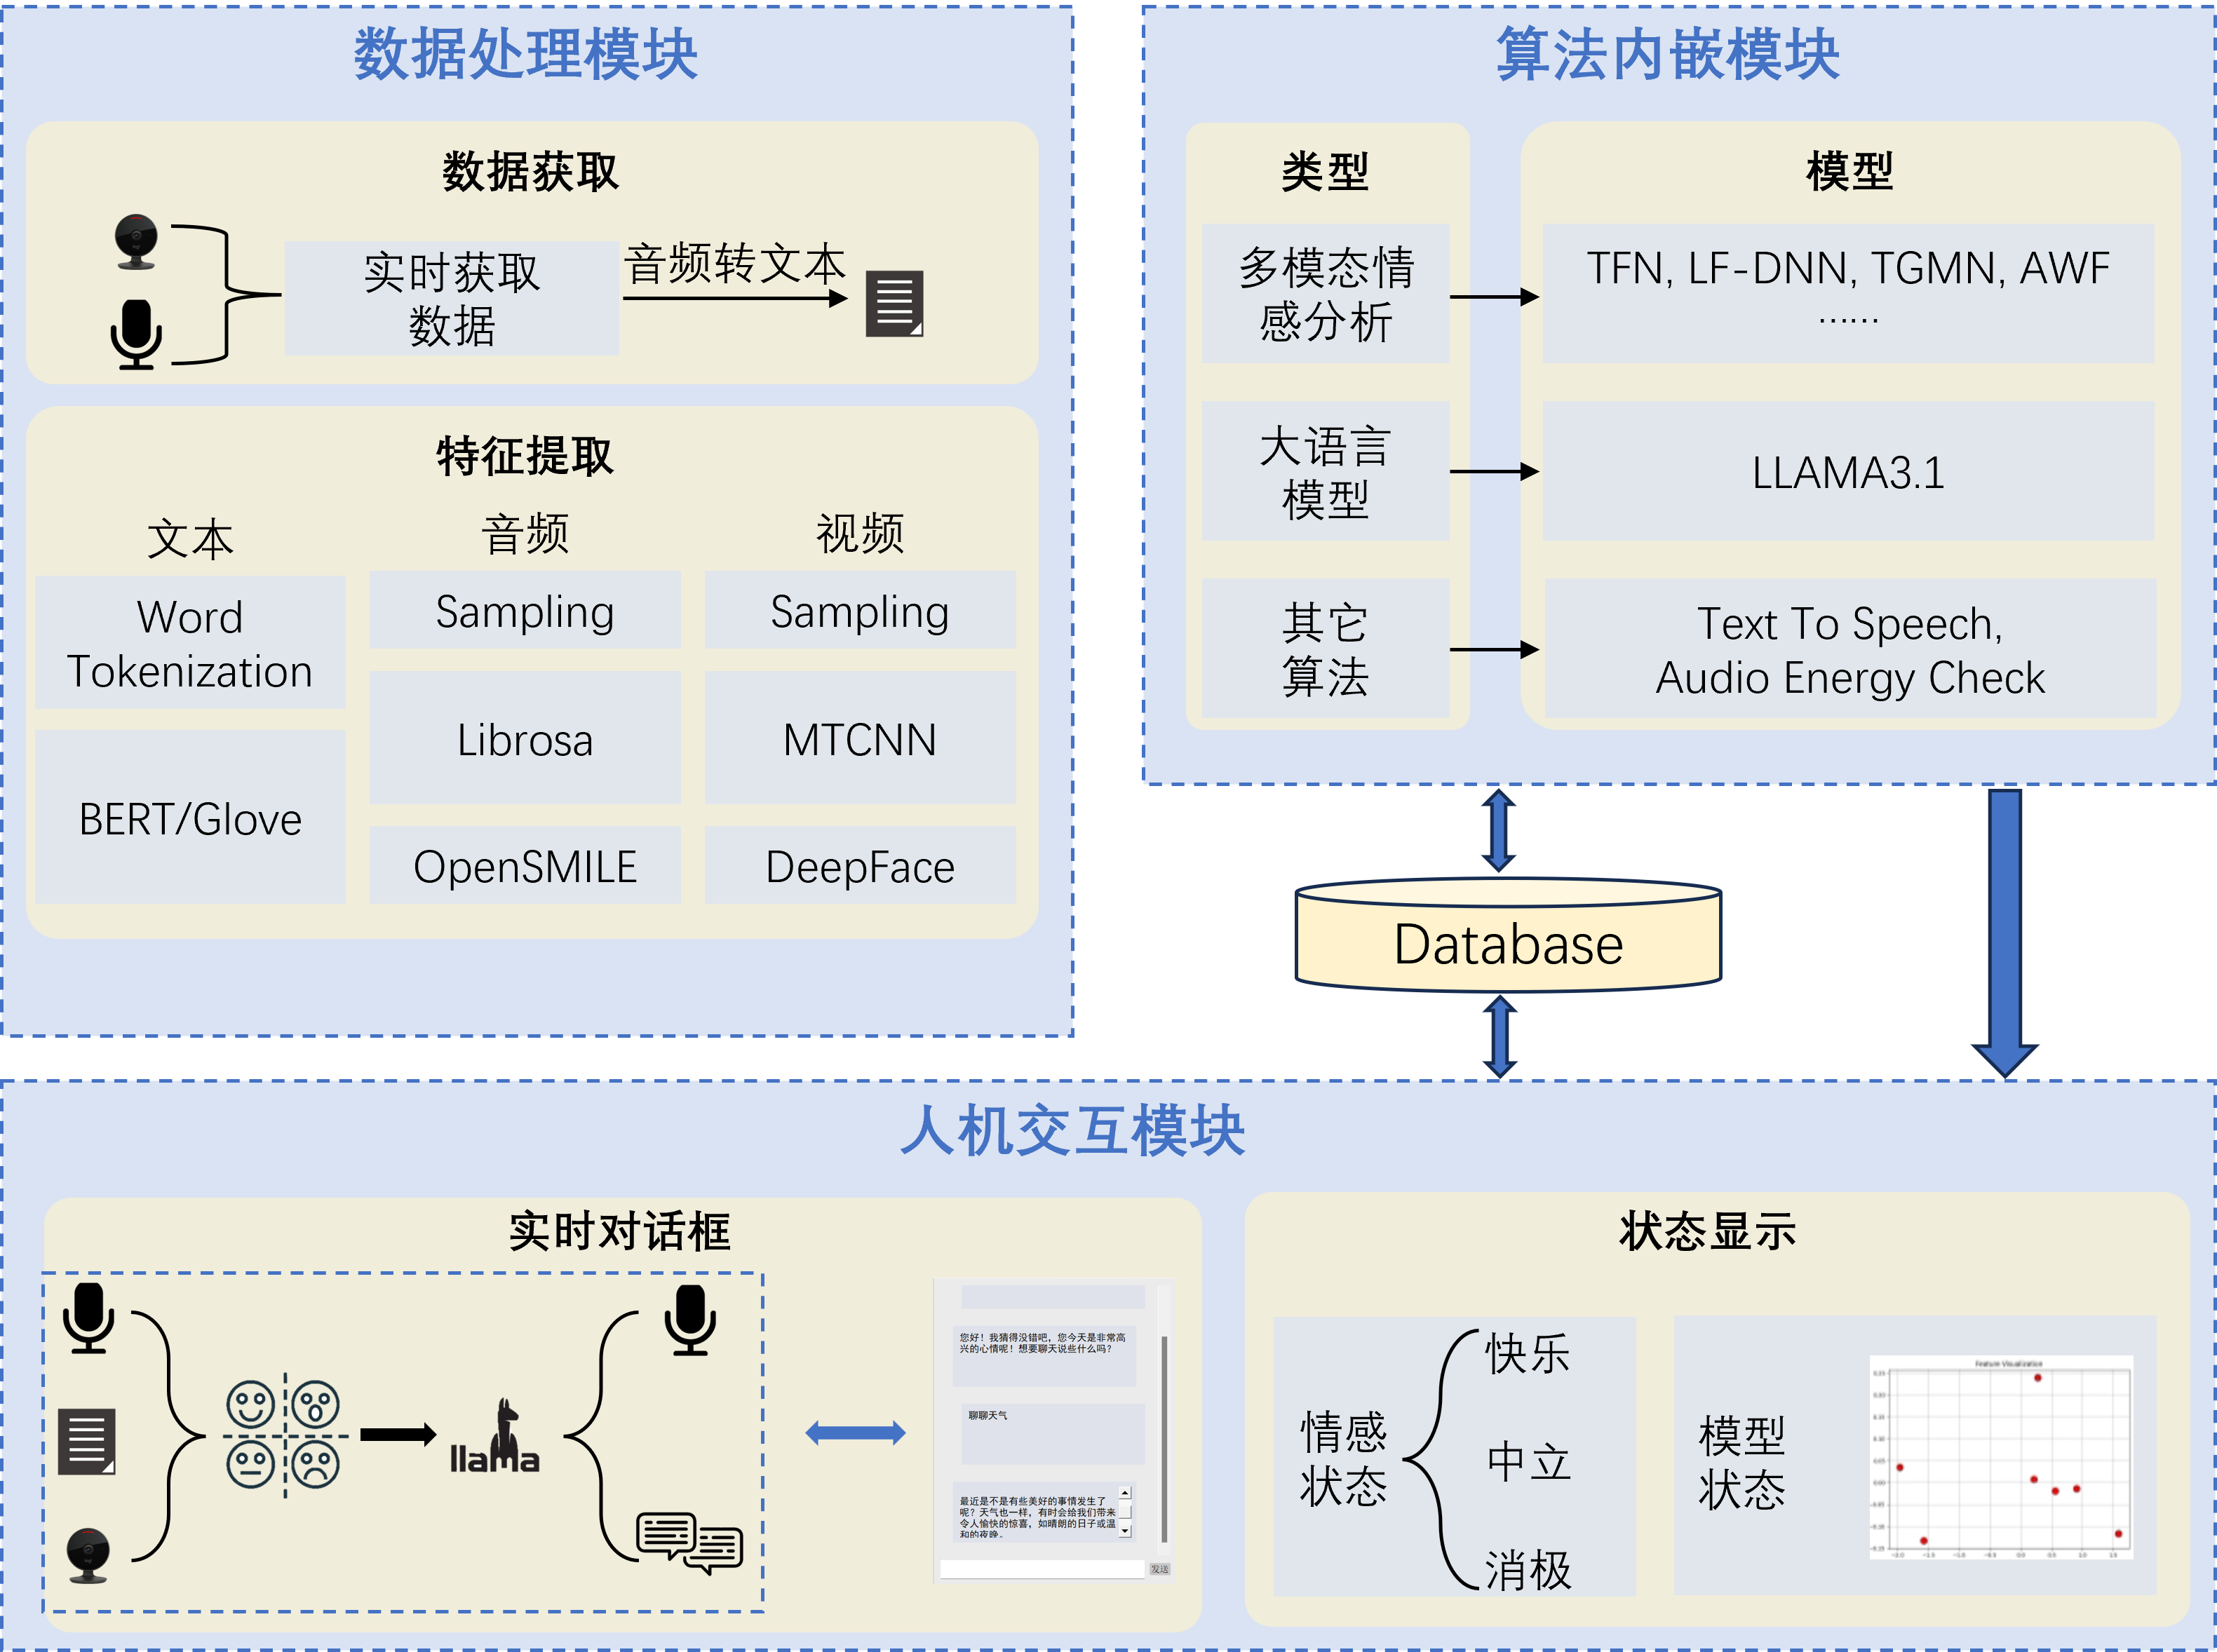 数据处理模块
数据获取
实时获取
数据
音频转文本
特征提取
文本
音频
视频
Word
Tokenization
BERT/Glove
Sampling
Librosa
OpenSMILE
Sampling
MTCNN
DeepFace
算法内嵌模块
类型
模型
多模态情
感分析
TFN, LF-DNN, TGMN, AWF
……
大语言
模型
LLAMA3.1
其它
算法
Text To Speech,
Audio Energy Check
Database
人机交互模块
实时对话框
llama
您好！我猜得没错吧，您今天是非常高
兴的心情呢！想要聊天说些什么吗？
聊聊天气
最近是不是有些美好的事情发生了
呢？天气也一样，有时会给我们带来
令人愉快的惊喜，如晴朗的日子或温
和的夜晚。
发送
状态显示
情感
状态
快乐
中立
消极
模型
状态
Feature Visualization